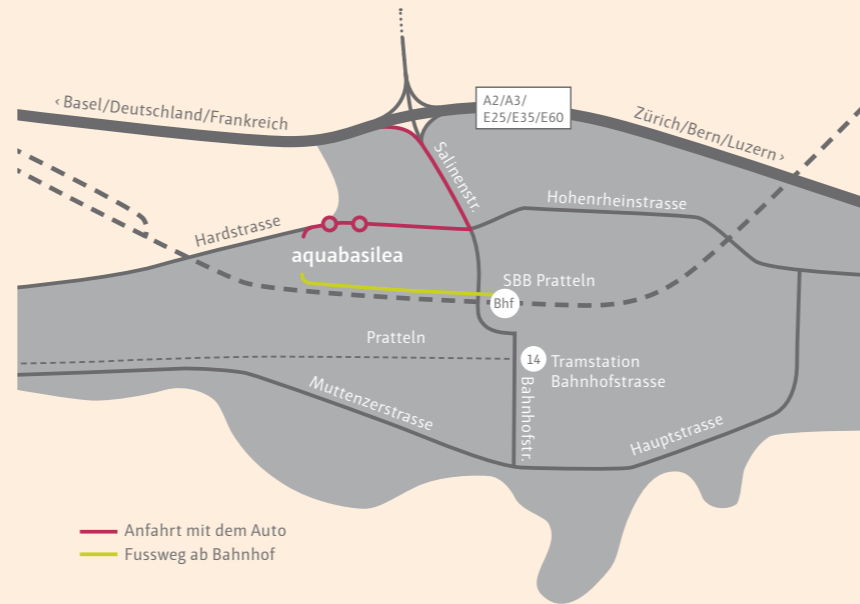 ‹ Basel/Deutschland/Frankreich
A2/A3/
E25/E35/E60
Zürich/Bern/Luzern ›
Salinenstr.
Hohenrheinstrasse
Hardstrasse
aquabasilea
SBB Pratteln
Bhf
Pratteln
14
Tramstation
Bahnhofstrasse
Bahnhofstr.
Muttenzerstrasse
Hauptstrasse
Anfahrt mit dem Auto
Fussweg ab Bahnhof